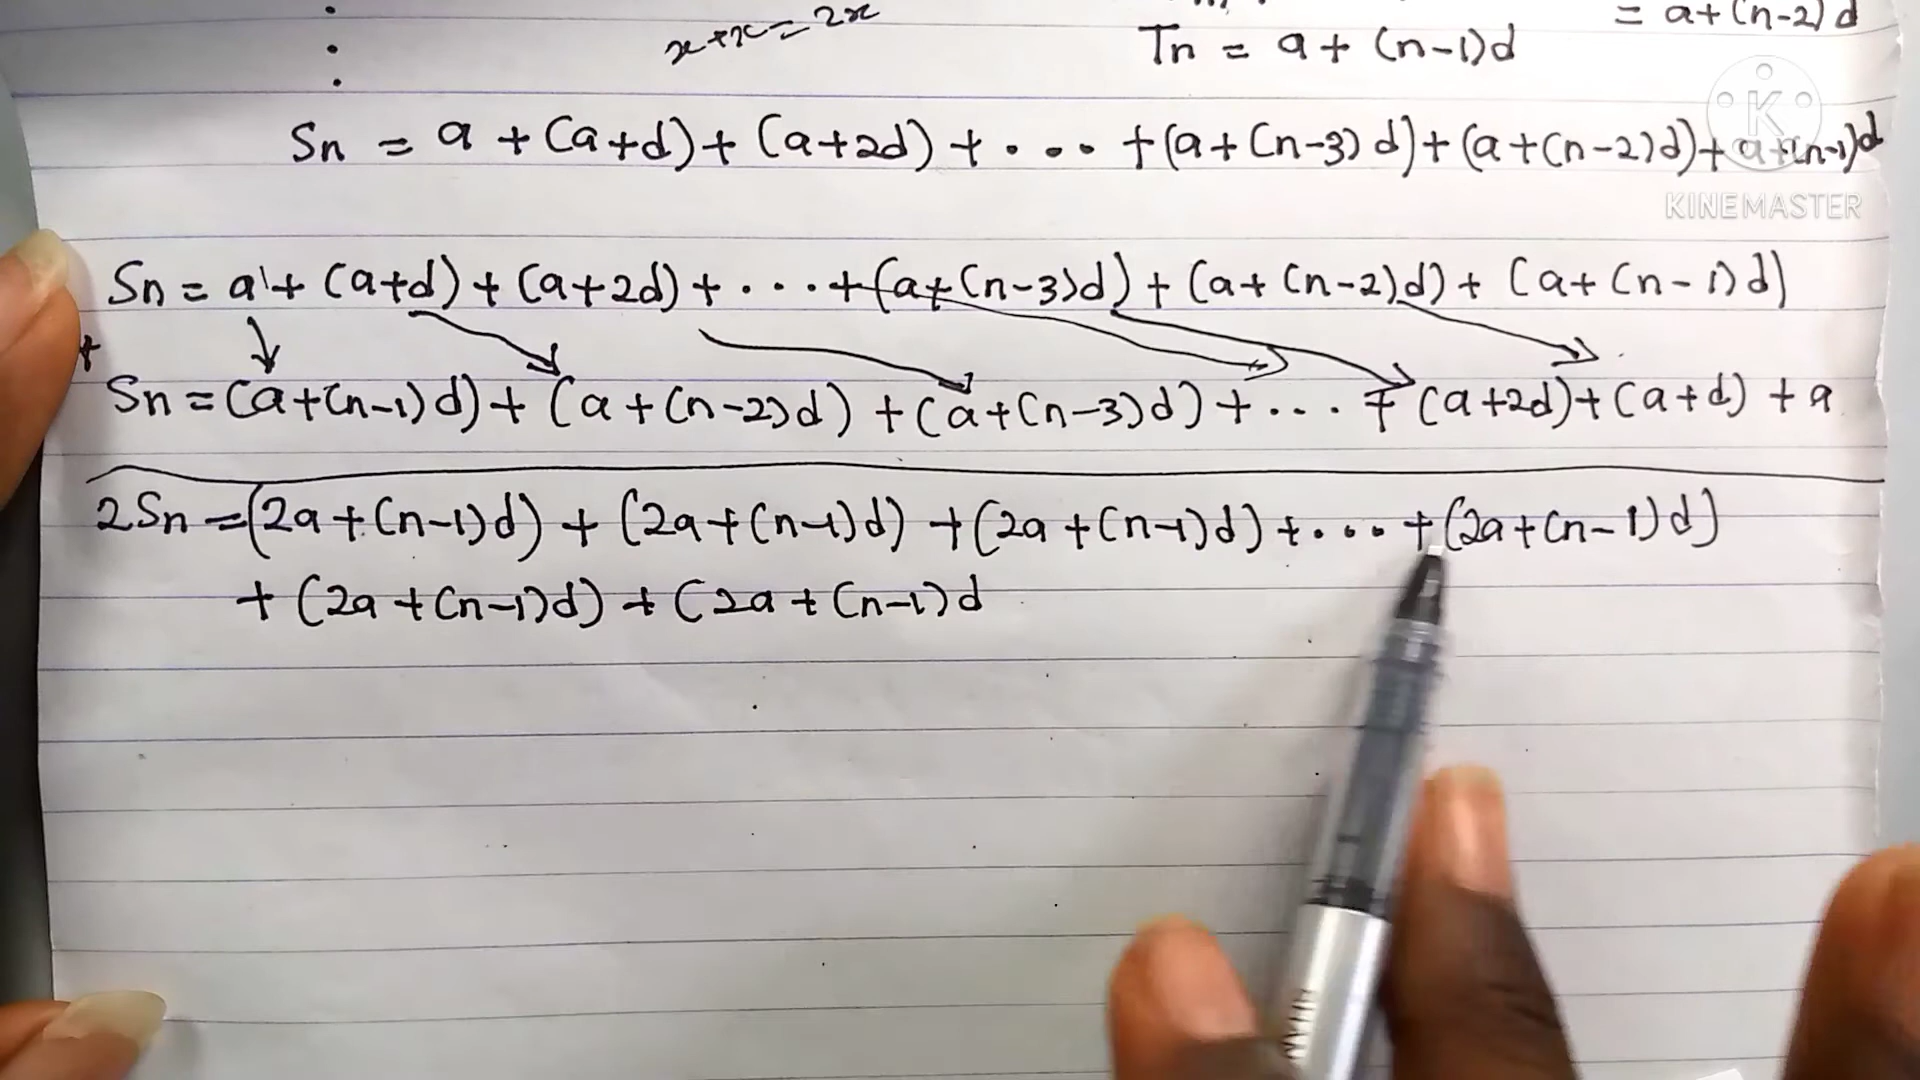 x+x=2x
= a+(n-2)d
Tn = a + (n-1)d
Sn = a + (a+d)+(a+2d)+...+(a+(n-3)d)+(a+(n-2)d)+a+(n-1)d
K
KINEMASTER
Sn = a + (a+d)+(a+2d)+...+(a+(n-3)d)+(a+(n-2)d)+(a+(n-1)d)
+
Sn =(a+(n-1)d)+(a+(n-2)d)+(a+(n-3)d)+...+(a+2d)+(a+d)+a
2Sn =(2a+(n-1)d)+(2a+(n-1)d)+(2a+(n-1)d)+...+(2a+(n-1)d)
+(2a+(n-1)d)+(2a+(n-1)d